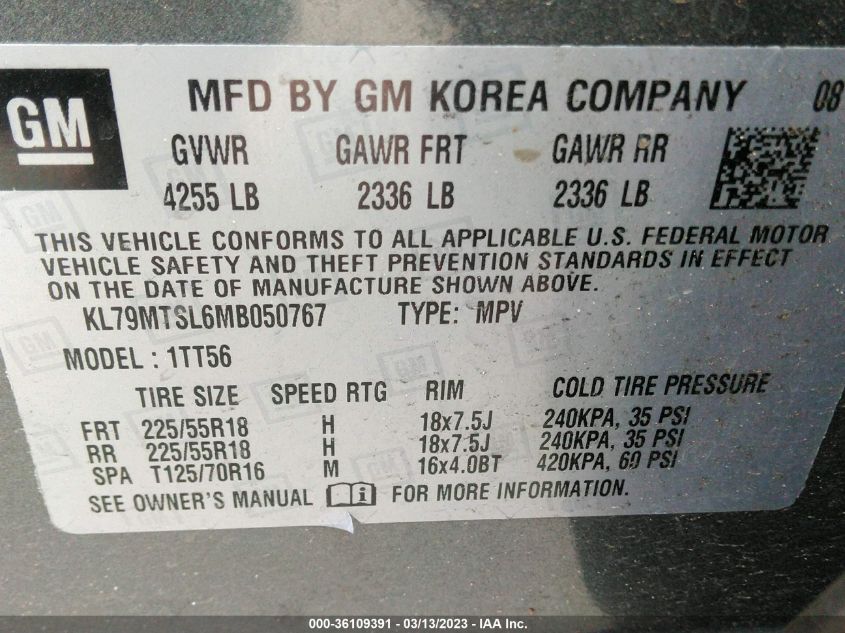 GM
MFD BY GM KOREA COMPANY 08
GVWR GAWR FRT GAWR RR
4255 LB 2336 LB 2336 LB
THIS VEHICLE CONFORMS TO ALL APPLICABLE U.S. FEDERAL MOTOR
VEHICLE SAFETY AND THEFT PREVENTION STANDARDS IN EFFECT
ON THE DATE OF MANUFACTURE SHOWN ABOVE.
KL79MTSL6MB050767 TYPE: MPV
MODEL: 1TT56
TIRE SIZE SPEED RTG RIM COLD TIRE PRESSURE
FRT 225/55R18 H 18x7.5J 240KPA, 35 PSI
RR 225/55R18 H 18x7.5J 240KPA, 35 PSI
SPA T125/70R16 M 16x4.0BT 420KPA, 60 PSI
SEE OWNER'S MANUAL i FOR MORE INFORMATION.
000-36109391 - 03/13/2023 - IAA Inc.